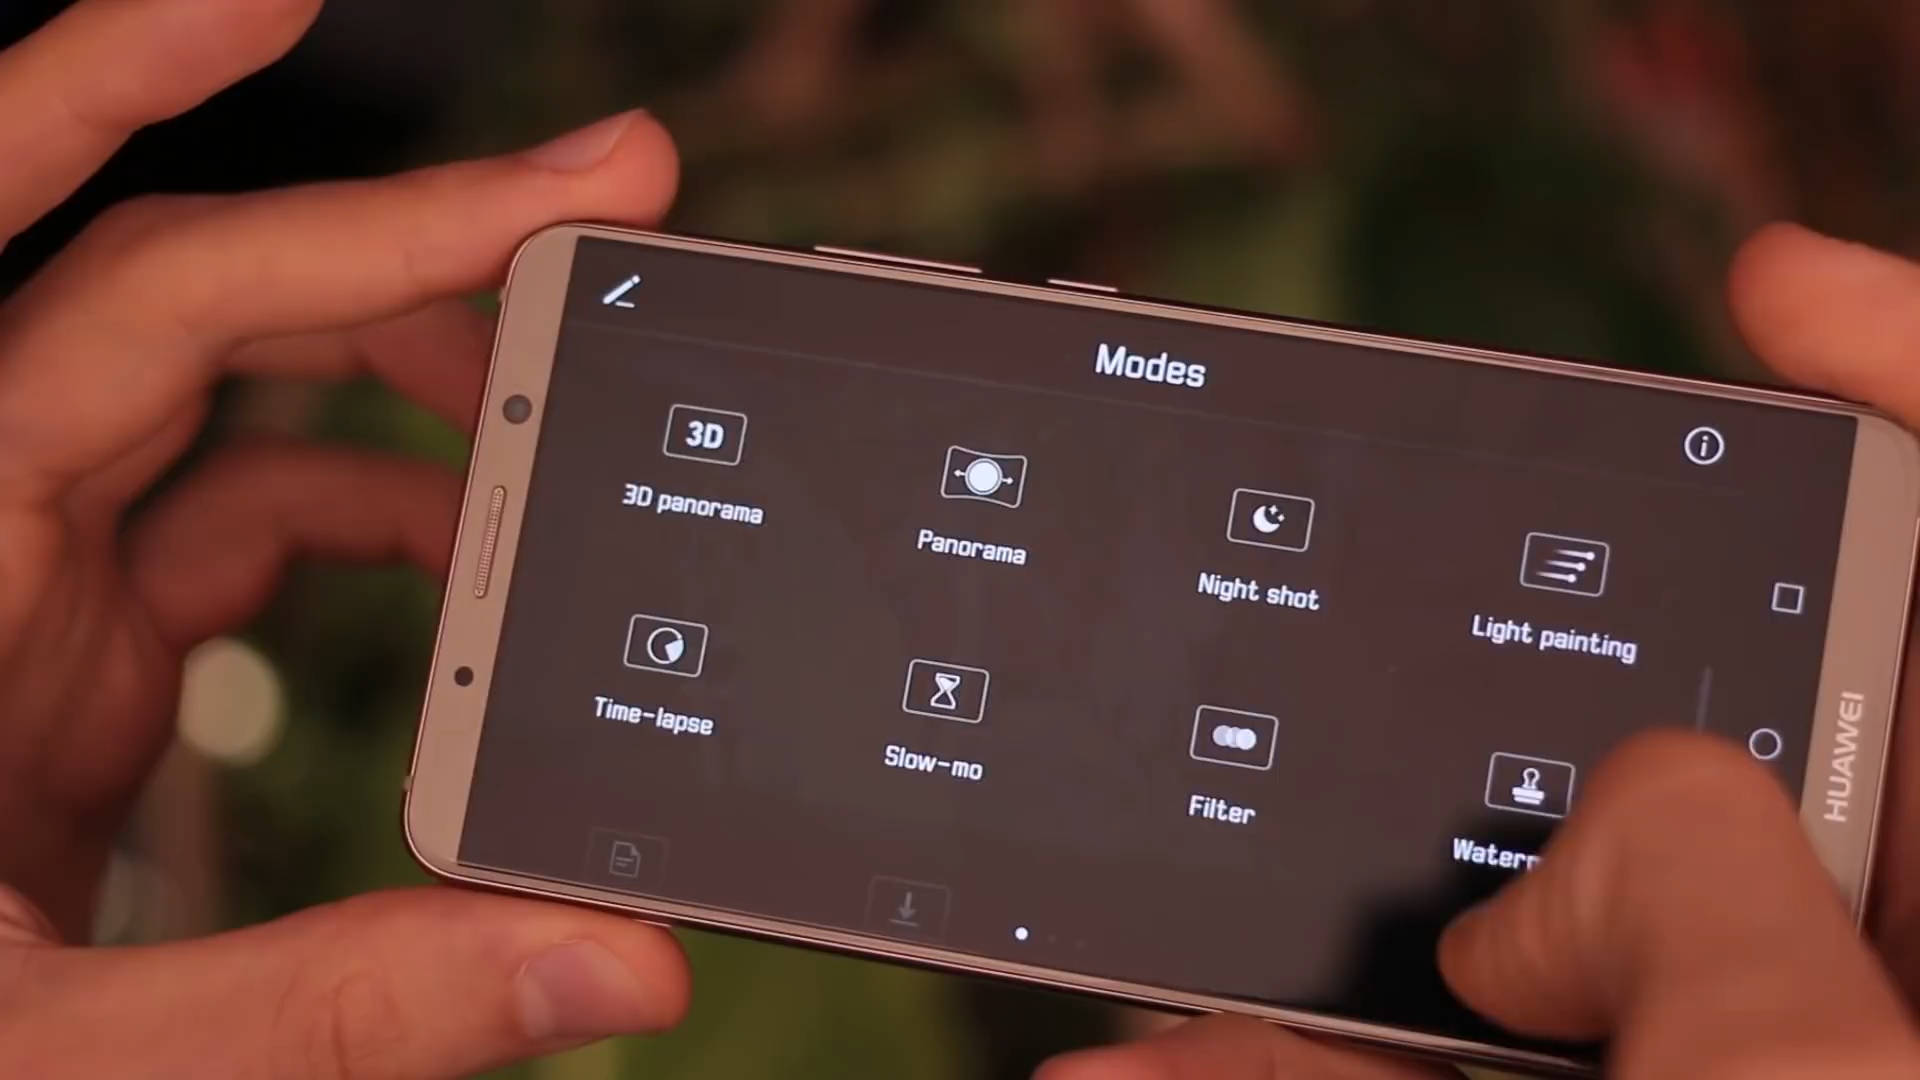 Modes
3D
3D panorama
Panorama
Night shot
Light painting
Time-lapse
Slow-mo
Filter
HUAWEI